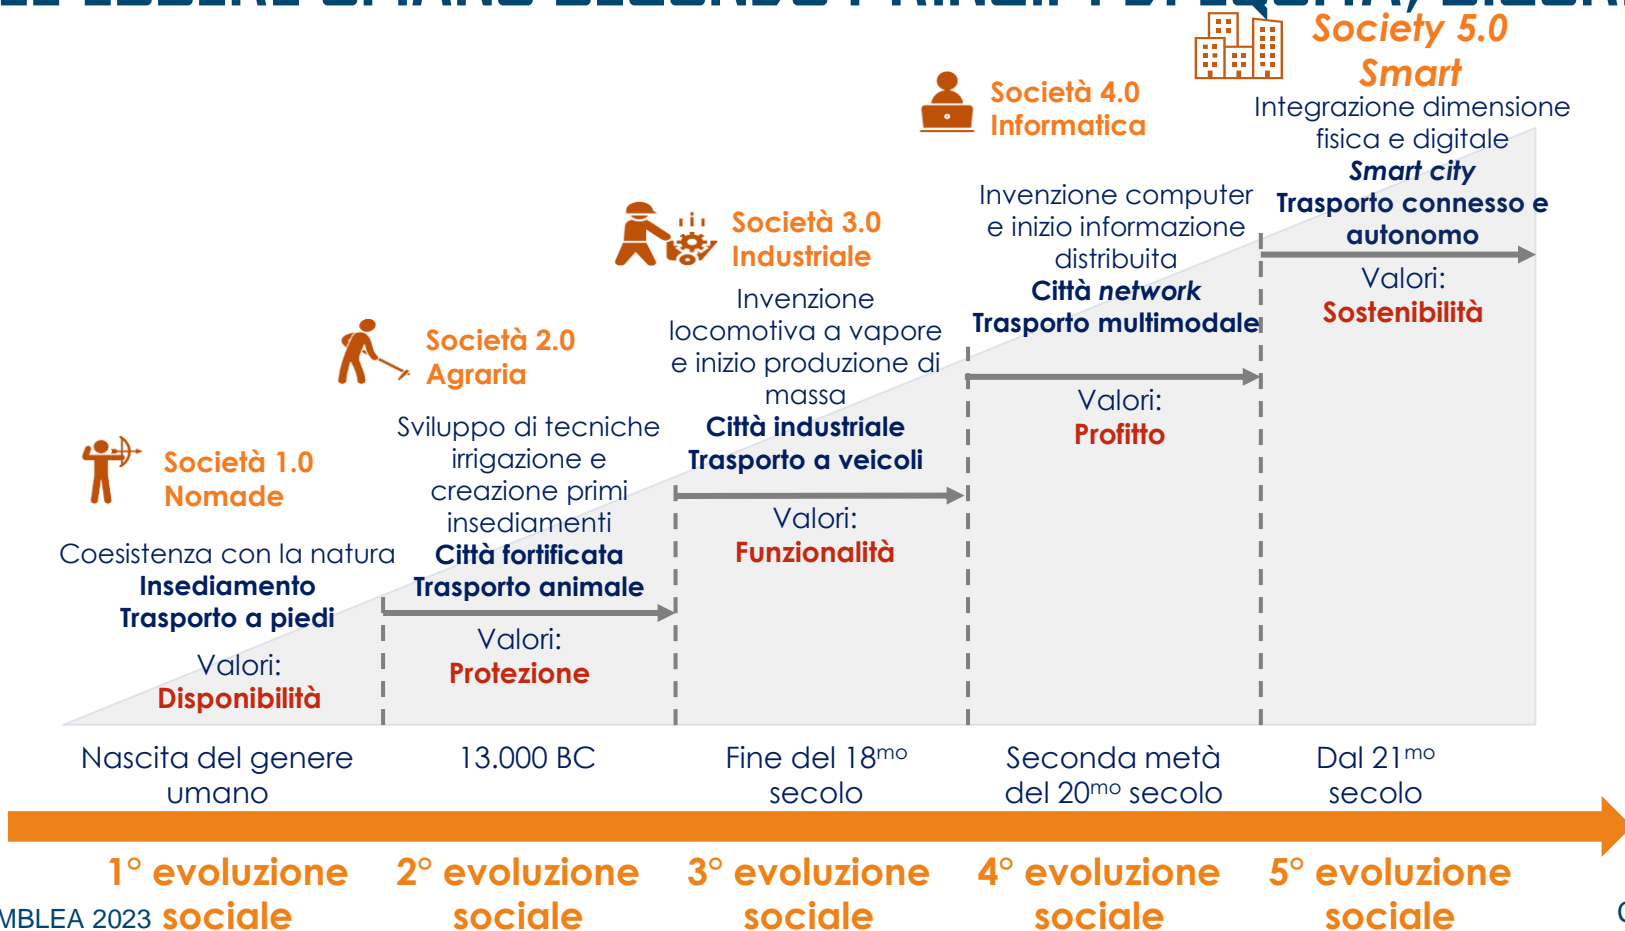 Society 5.0
Smart
Integrazione dimensione
fisica e digitale
Smart city
Trasporto connesso e
autonomo
Valori:
Sostenibilità
Società 4.0
Informatica
Invenzione computer
e inizio informazione
distribuita
Città network
Trasporto multimodale
Valori:
Profitto
Società 3.0
Industriale
Invenzione
locomotiva a vapore
e inizio produzione di
massa
Città industriale
Trasporto a veicoli
Valori:
Funzionalità
Società 2.0
Agraria
Sviluppo di tecniche
irrigazione e
creazione primi
insediamenti
Città fortificata
Trasporto animale
Valori:
Protezione
Società 1.0
Nomade
Coesistenza con la natura
Insediamento
Trasporto a piedi
Valori:
Disponibilità
Nascita del genere
umano
13.000 BC
Fine del 18mo
secolo
Seconda metà
del 20mo secolo
Dal 21mo
secolo
1° evoluzione
sociale
2° evoluzione
sociale
3° evoluzione
sociale
4° evoluzione
sociale
5° evoluzione
sociale
MBLEA 2023